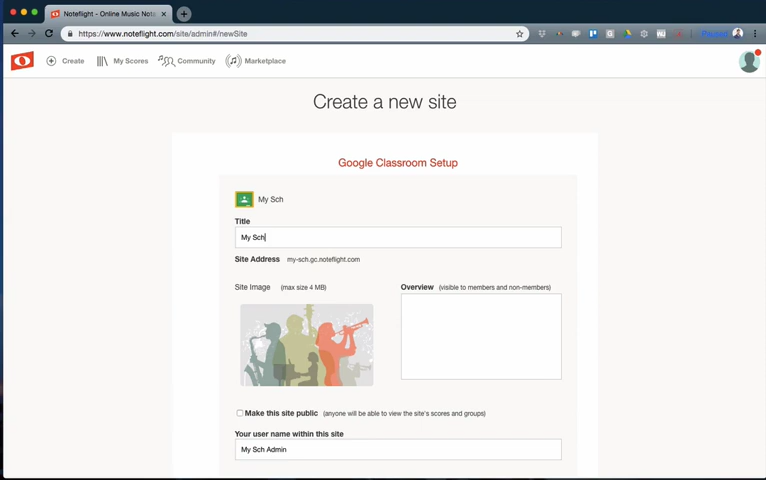 Noteflight - Online Music Nota
https://www.noteflight.com/site/admin#/newSite
Create
My Scores
Community
Marketplace
Create a new site
Google Classroom Setup
My Sch
Title
My Sch
Site Address my-sch.gc.noteflight.com
Site Image (max size 4 MB)
Overview (visible to members and non-members)
Make this site public (anyone will be able to view the site's scores and groups)
Your user name within this site
My Sch Admin